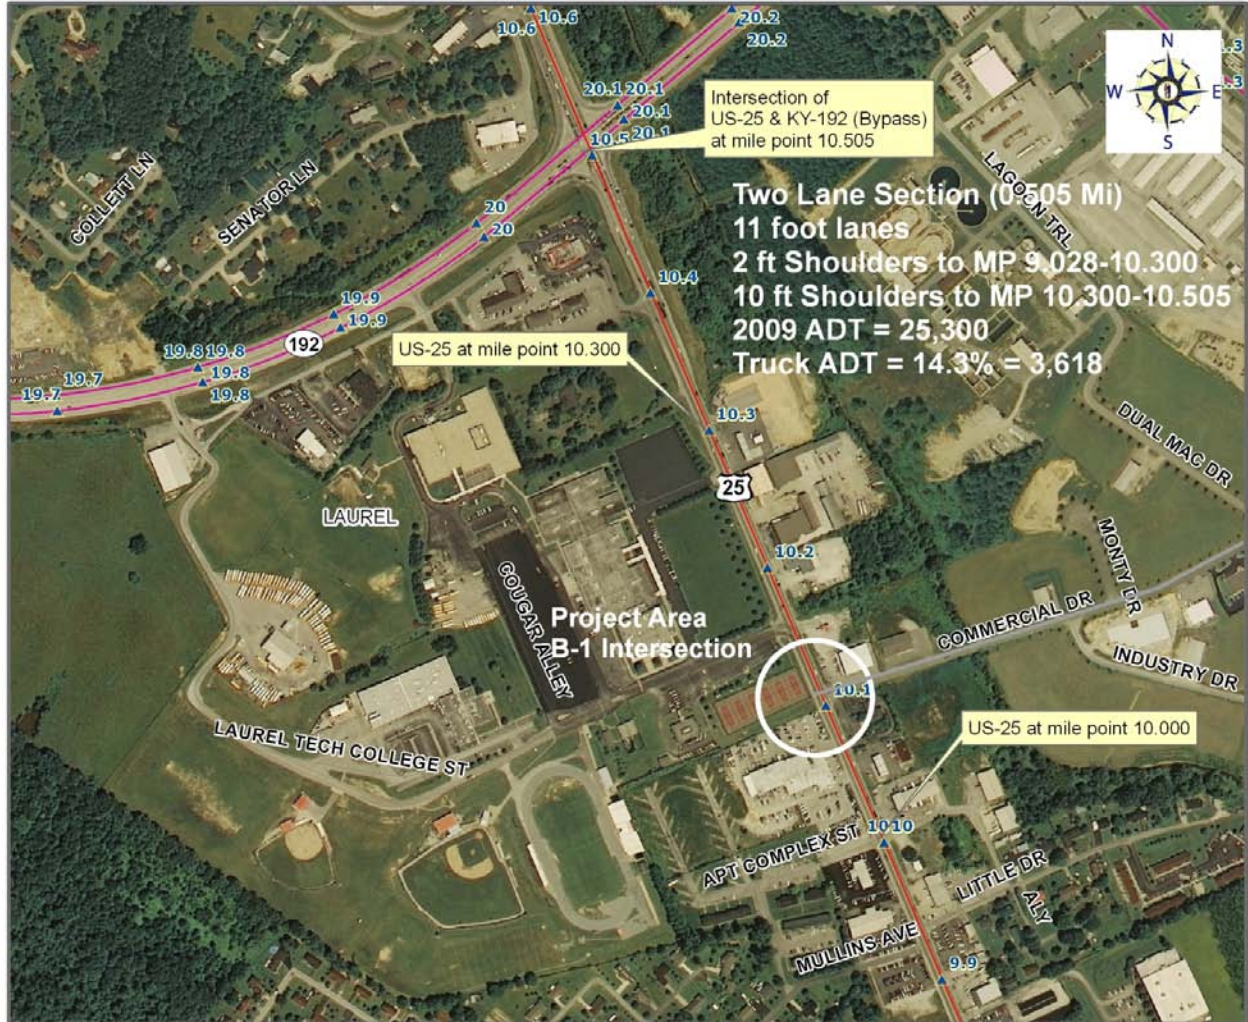 10.6
10.6
20.2
20.2
1.3
1.3
N
W
E
S
20.1
20.1
20.1
20.1
10.5
Intersection of
US-25 & KY-192 (Bypass)
at mile point 10.505
COLLETT LN
SENATOR LN
LAGOON TRL
Two Lane Section (0.505 Mi)
11 foot lanes
2 ft Shoulders to MP 9.028-10.300
10 ft Shoulders to MP 10.300-10.505
2009 ADT = 25,300
Truck ADT = 14.3% = 3,618
20
20
10.4
19.9
19.9
192
US-25 at mile point 10.300
19.8
19.8
19.8
19.8
19.7
19.7
10.3
DUAL MAC DR
25
LAUREL
MONTY DR
10.2
COUGAR ALLEY
Project Area
B-1 Intersection
COMMERCIAL DR
INDUSTRY DR
10.1
US-25 at mile point 10.000
LAUREL TECH COLLEGE ST
10
10
APT COMPLEX ST
LITTLE DR
ALY
MULLINS AVE
9.9